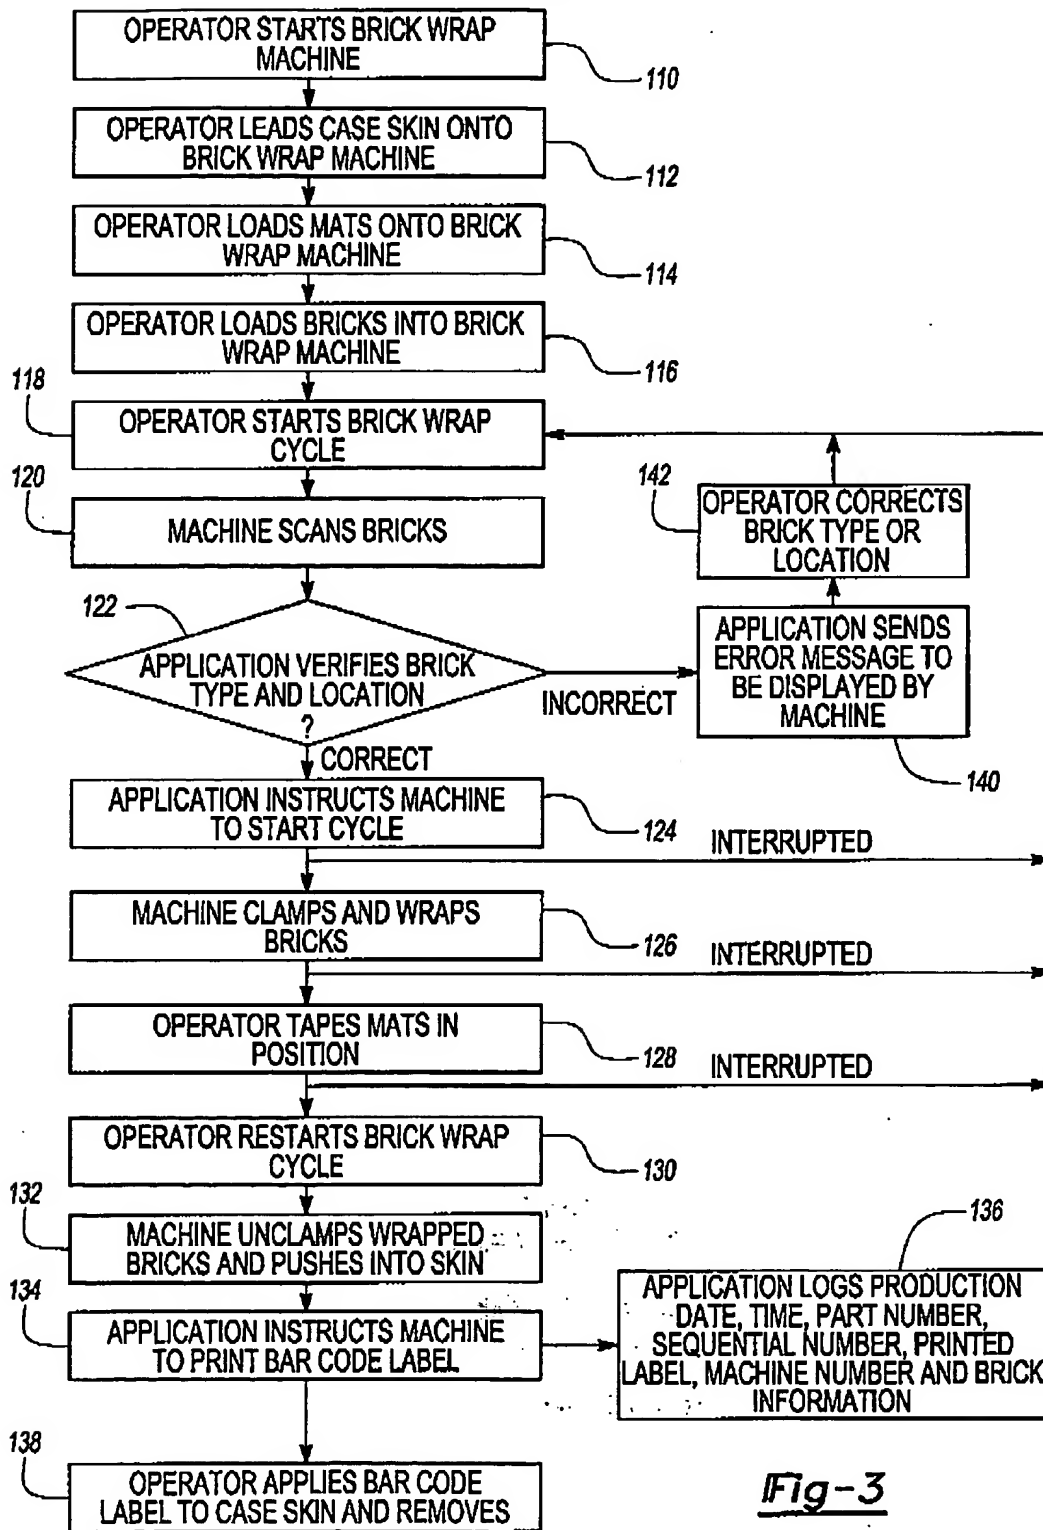 OPERATOR STARTS BRICK WRAP
MACHINE
110
OPERATOR LEADS CASE SKIN ONTO
BRICK WRAP MACHINE
112
OPERATOR LOADS MATS ONTO BRICK
WRAP MACHINE
114
OPERATOR LOADS BRICKS INTO BRICK
WRAP MACHINE
116
118
OPERATOR STARTS BRICK WRAP
CYCLE
120
MACHINE SCANS BRICKS
142
OPERATOR CORRECTS
BRICK TYPE OR
LOCATION
122
APPLICATION VERIFIES BRICK
TYPE AND LOCATION
?
INCORRECT
APPLICATION SENDS
ERROR MESSAGE TO
BE DISPLAYED BY
MACHINE
140
CORRECT
APPLICATION INSTRUCTS MACHINE
TO START CYCLE
124
INTERRUPTED
MACHINE CLAMPS AND WRAPS
BRICKS
126
INTERRUPTED
OPERATOR TAPES MATS IN
POSITION
128
INTERRUPTED
OPERATOR RESTARTS BRICK WRAP
CYCLE
130
132
MACHINE UNCLAMPS WRAPPED
BRICKS AND PUSHES INTO SKIN
134
APPLICATION INSTRUCTS MACHINE
TO PRINT BAR CODE LABEL
136
APPLICATION LOGS PRODUCTION
DATE, TIME, PART NUMBER,
SEQUENTIAL NUMBER, PRINTED
LABEL, MACHINE NUMBER AND BRICK
INFORMATION
138
OPERATOR APPLIES BAR CODE
LABEL TO CASE SKIN AND REMOVES
Fig-3